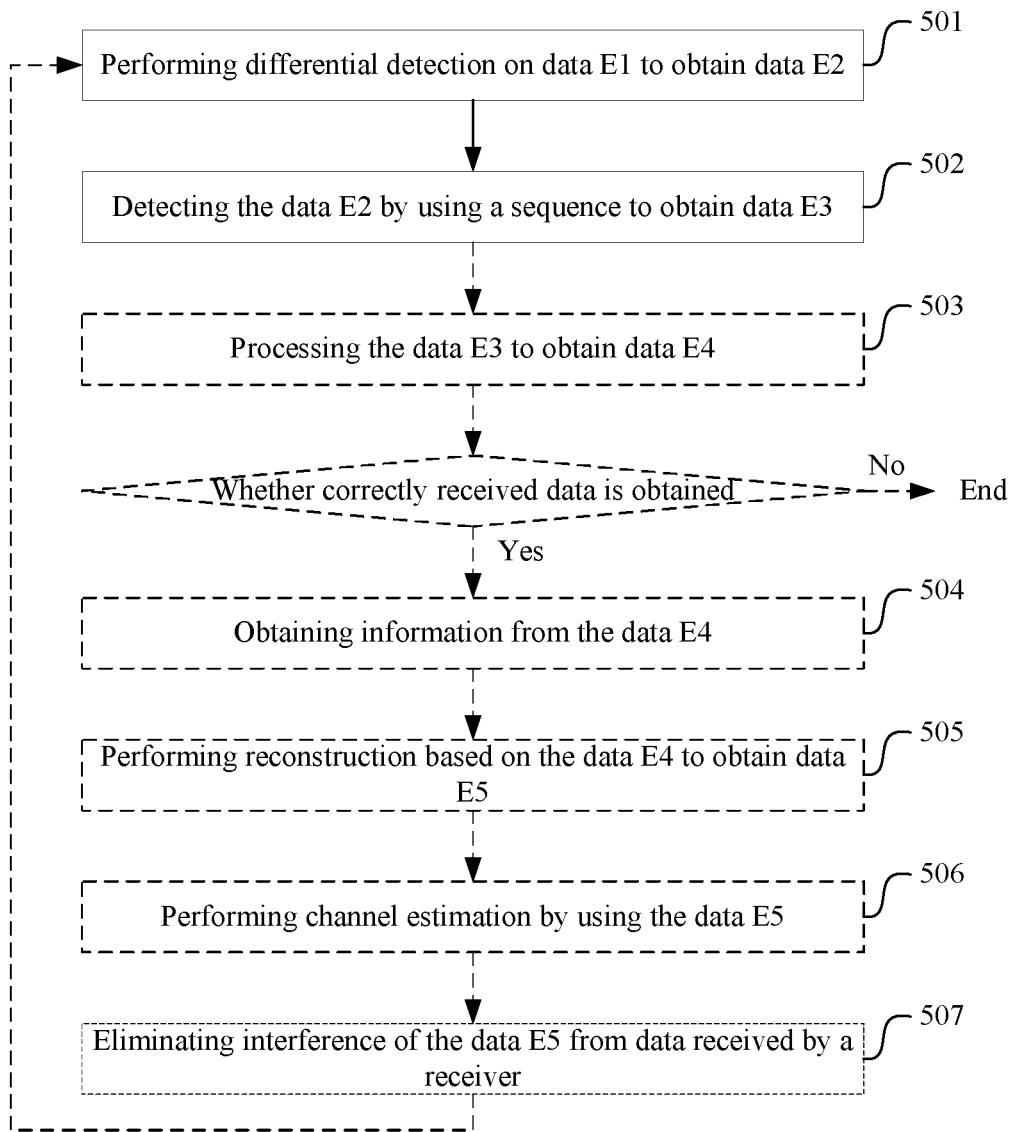 501
Performing differential detection on data E1 to obtain data E2
502
Detecting the data E2 by using a sequence to obtain data E3
503
Processing the data E3 to obtain data E4
Whether correctly received data is obtained
No
End
Yes
504
Obtaining information from the data E4
505
Performing reconstruction based on the data E4 to obtain data
E5
506
Performing channel estimation by using the data E5
507
Eliminating interference of the data E5 from data received by a
receiver